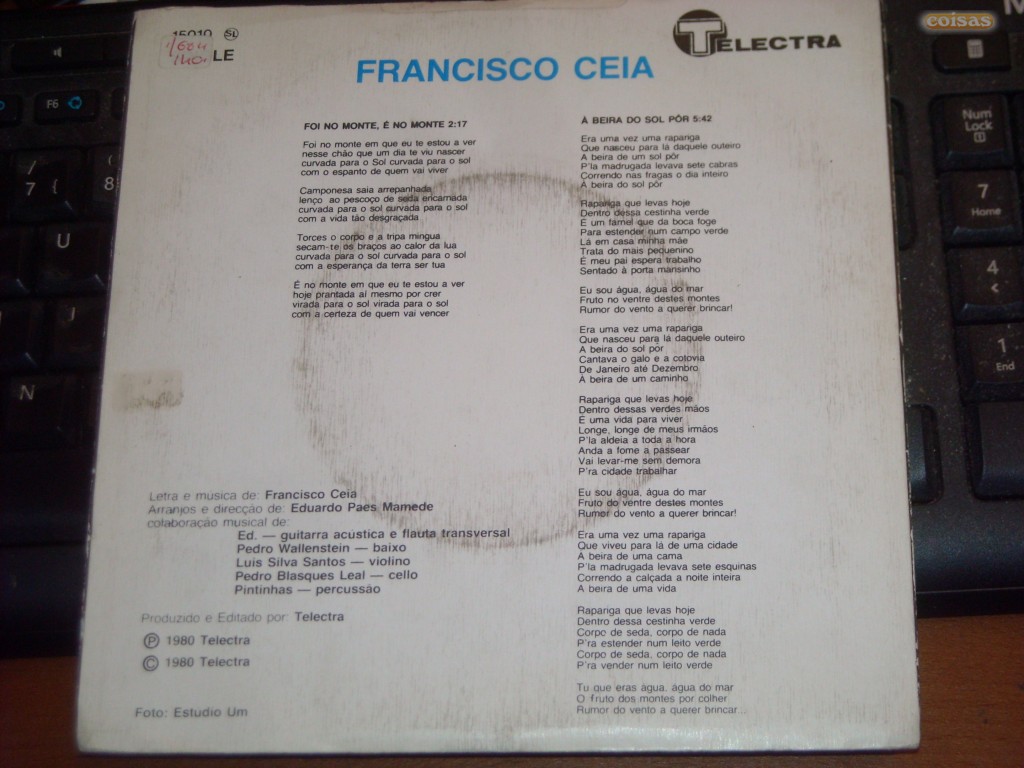 coisas
15010
LE
TELECTRA
FRANCISCO CEIA
FOI NO MONTE, É NO MONTE 2:17
Foi no monte em que eu te estou a ver
nesse chão que um dia te viu nascer
curvada para o Sol curvada para o sol
com o espanto de quem vai viver
Camponesa saia arrepanhada
lenço ao pescoço de seda encarnada
curvada para o sol curvada para o sol
com a vida tão desgraçada
Torces o corpo e a tripa mingua
secam-te os braços ao calor da lua
curvada para o sol curvada para o sol
com a esperança da terra ser tua
É no monte em que eu te estou a ver
hoje prantada aí mesmo por crer
virada para o sol virada para o sol
com a certeza de quem vai vencer
À BEIRA DO SOL PÔR 5:42
Era uma vez uma rapariga
Que nasceu para lá daquele outeiro
À beira de um sol pôr
P'la madrugada levava sete cabras
Correndo nas fragas o dia inteiro
À beira do sol pôr
Rapariga que levas hoje
Dentro dessa cestinha verde
É um farnel que da boca foge
Para estender num campo verde
Lá em casa minha mãe
Trata do mais pequenino
E meu pai espera trabalho
Sentado à porta mansinho
Eu sou água, água do mar
Fruto no ventre destes montes
Rumor do vento a querer brincar!
Era uma vez uma rapariga
Que nasceu para lá daquele outeiro
À beira do sol pôr
Cantava o galo e a cotovia
De Janeiro até Dezembro
À beira de um caminho
Rapariga que levas hoje
Dentro dessas verdes mãos
É uma vida para viver
Longe, longe de meus irmãos
P'la aldeia a toda a hora
Anda a fome a passear
Vai levar-me sem demora
P'ra cidade trabalhar
Eu sou água, água do mar
Fruto do ventre destes montes
Rumor do vento a querer brincar!
Era uma vez uma rapariga
Que viveu para lá de uma cidade
À beira de uma cama
P'la madrugada levava sete esquinas
Correndo a calçada a noite inteira
À beira de uma vida
Rapariga que levas hoje
Dentro dessa cestinha verde
Corpo de seda, corpo de nada
P'ra estender num leito verde
Corpo de seda, corpo de nada
P'ra vender num leito verde
Tu que eras água, água do mar
O fruto dos montes por colher
Rumor do vento a querer brincar...
Letra e musica de: Francisco Ceia
Arranjos e direcção de: Eduardo Paes Mamede
colaboração musical de:
Ed. — guitarra acústica e flauta transversal
Pedro Wallenstein — baixo
Luis Silva Santos — violino
Pedro Blasques Leal — cello
Pintinhas — percussão
Produzido e Editado por: Telectra
Ⓟ 1980 Telectra
© 1980 Telectra
Foto: Estudio Um
F6
/
7 {
8
U
J
N
Num
Lock
7
Home
4
<
1
End
M